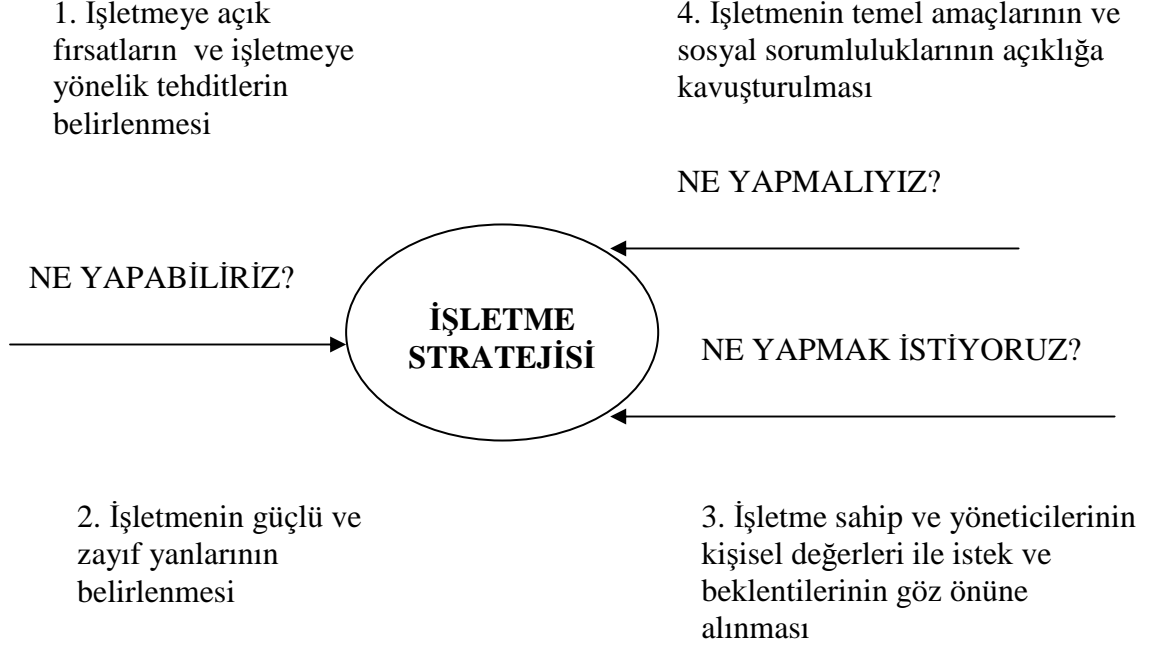 1. İşletmeye açık
fırsatların ve işletmeye
yönelik tehditlerin
belirlenmesi
4. İşletmenin temel amaçlarının ve
sosyal sorumluluklarının açıklığa
kavuşturulması
NE YAPMALIYIZ?
NE YAPABİLİRİZ?
İŞLETME
STRATEJİSİ
NE YAPMAK İSTİYORUZ?
2. İşletmenin güçlü ve
zayıf yanlarının
belirlenmesi
3. İşletme sahip ve yöneticilerinin
kişisel değerleri ile istek ve
beklentilerinin göz önüne
alınması